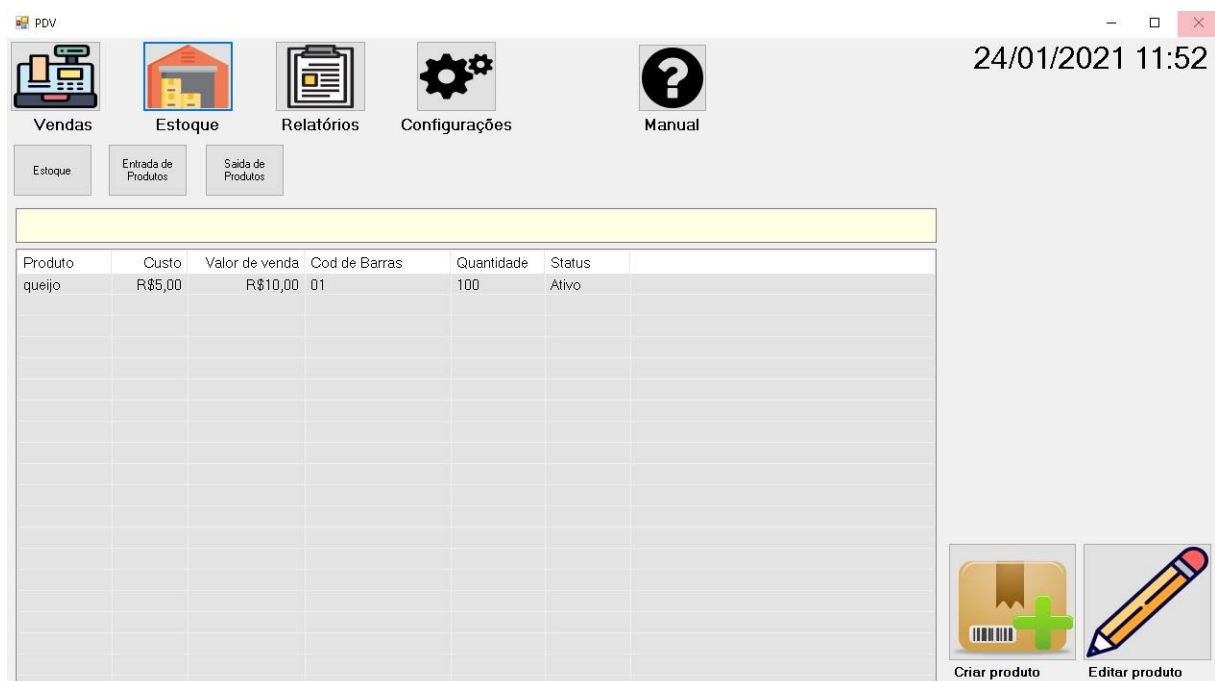 PDV
24/01/2021 11:52
Vendas Estoque Relatórios Configurações Manual
Estoque
Entrada de Produtos
Saida de Produtos
Produto Custo Valor de venda Cod de Barras Quantidade Status
queijo R$5,00 R$10,00 01 100 Ativo
Criar produto Editar produto